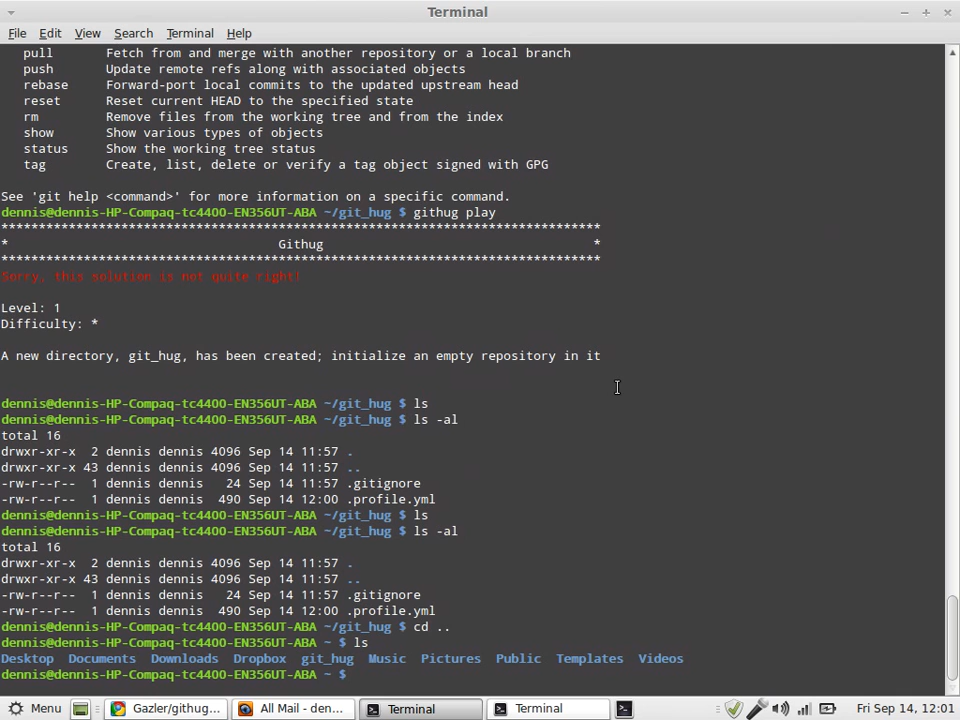 Terminal
File Edit View Search Terminal Help
pull Fetch from and merge with another repository or a local branch
push Update remote refs along with associated objects
rebase Forward-port local commits to the updated upstream head
reset Reset current HEAD to the specified state
rm Remove files from the working tree and from the index
show Show various types of objects
status Show the working tree status
tag Create, list, delete or verify a tag object signed with GPG
See 'git help <command>' for more information on a specific command.
dennis@dennis-HP-Compaq-tc4400-EN356UT-ABA ~/git_hug $ githug play
********************************************************************************
* Githug *
********************************************************************************
Sorry, this solution is not quite right!
Level: 1
Difficulty: *
A new directory, git_hug, has been created; initialize an empty repository in it
dennis@dennis-HP-Compaq-tc4400-EN356UT-ABA ~/git_hug $ ls
dennis@dennis-HP-Compaq-tc4400-EN356UT-ABA ~/git_hug $ ls -al
total 16
drwxr-xr-x 2 dennis dennis 4096 Sep 14 11:57 .
drwxr-xr-x 43 dennis dennis 4096 Sep 14 11:57 ..
-rw-r--r-- 1 dennis dennis 24 Sep 14 11:57 .gitignore
-rw-r--r-- 1 dennis dennis 490 Sep 14 12:00 .profile.yml
dennis@dennis-HP-Compaq-tc4400-EN356UT-ABA ~/git_hug $ ls
dennis@dennis-HP-Compaq-tc4400-EN356UT-ABA ~/git_hug $ ls -al
total 16
drwxr-xr-x 2 dennis dennis 4096 Sep 14 11:57 .
drwxr-xr-x 43 dennis dennis 4096 Sep 14 11:57 ..
-rw-r--r-- 1 dennis dennis 24 Sep 14 11:57 .gitignore
-rw-r--r-- 1 dennis dennis 490 Sep 14 12:00 .profile.yml
dennis@dennis-HP-Compaq-tc4400-EN356UT-ABA ~/git_hug $ cd ..
dennis@dennis-HP-Compaq-tc4400-EN356UT-ABA ~ $ ls
Desktop Documents Downloads Dropbox git_hug Music Pictures Public Templates Videos
dennis@dennis-HP-Compaq-tc4400-EN356UT-ABA ~ $
Menu Gazler/githug... All Mail - den... Terminal Terminal Fri Sep 14, 12:01